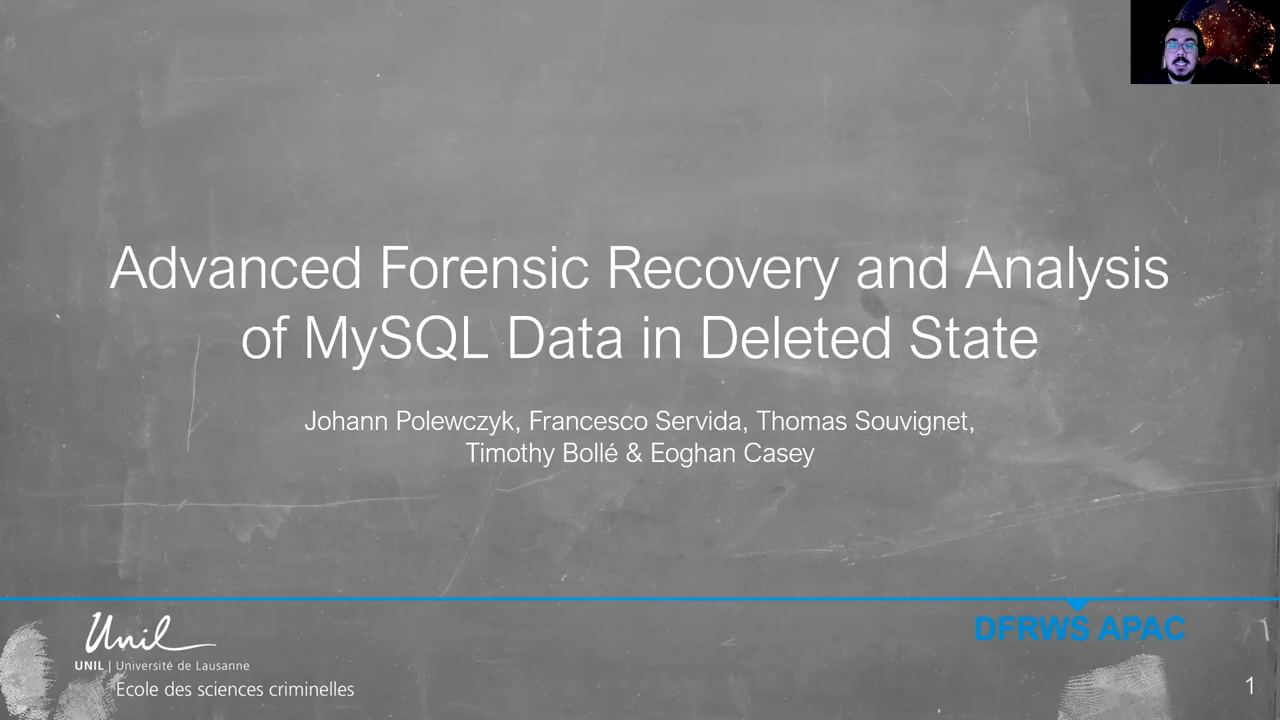 Advanced Forensic Recovery and Analysis
of MySQL Data in Deleted State
Johann Polewczyk, Francesco Servida, Thomas Souvignet,
Timothy Bollé & Eoghan Casey
DFRWS APAC
Unil
UNIL | Université de Lausanne
Ecole des sciences criminelles
1